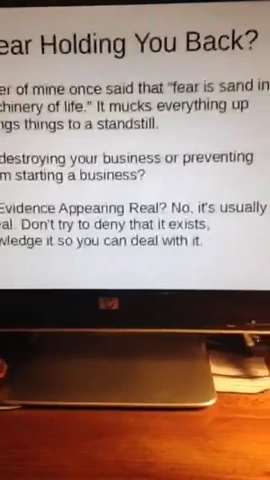 ear Holding You Back?
er of mine once said that "fear is sand in
chinery of life." It mucks everything up
ngs things to a standstill.
destroying your business or preventing
m starting a business?
Evidence Appearing Real? No, it's usually
al. Don't try to deny that it exists,
wledge it so you can deal with it.
hp